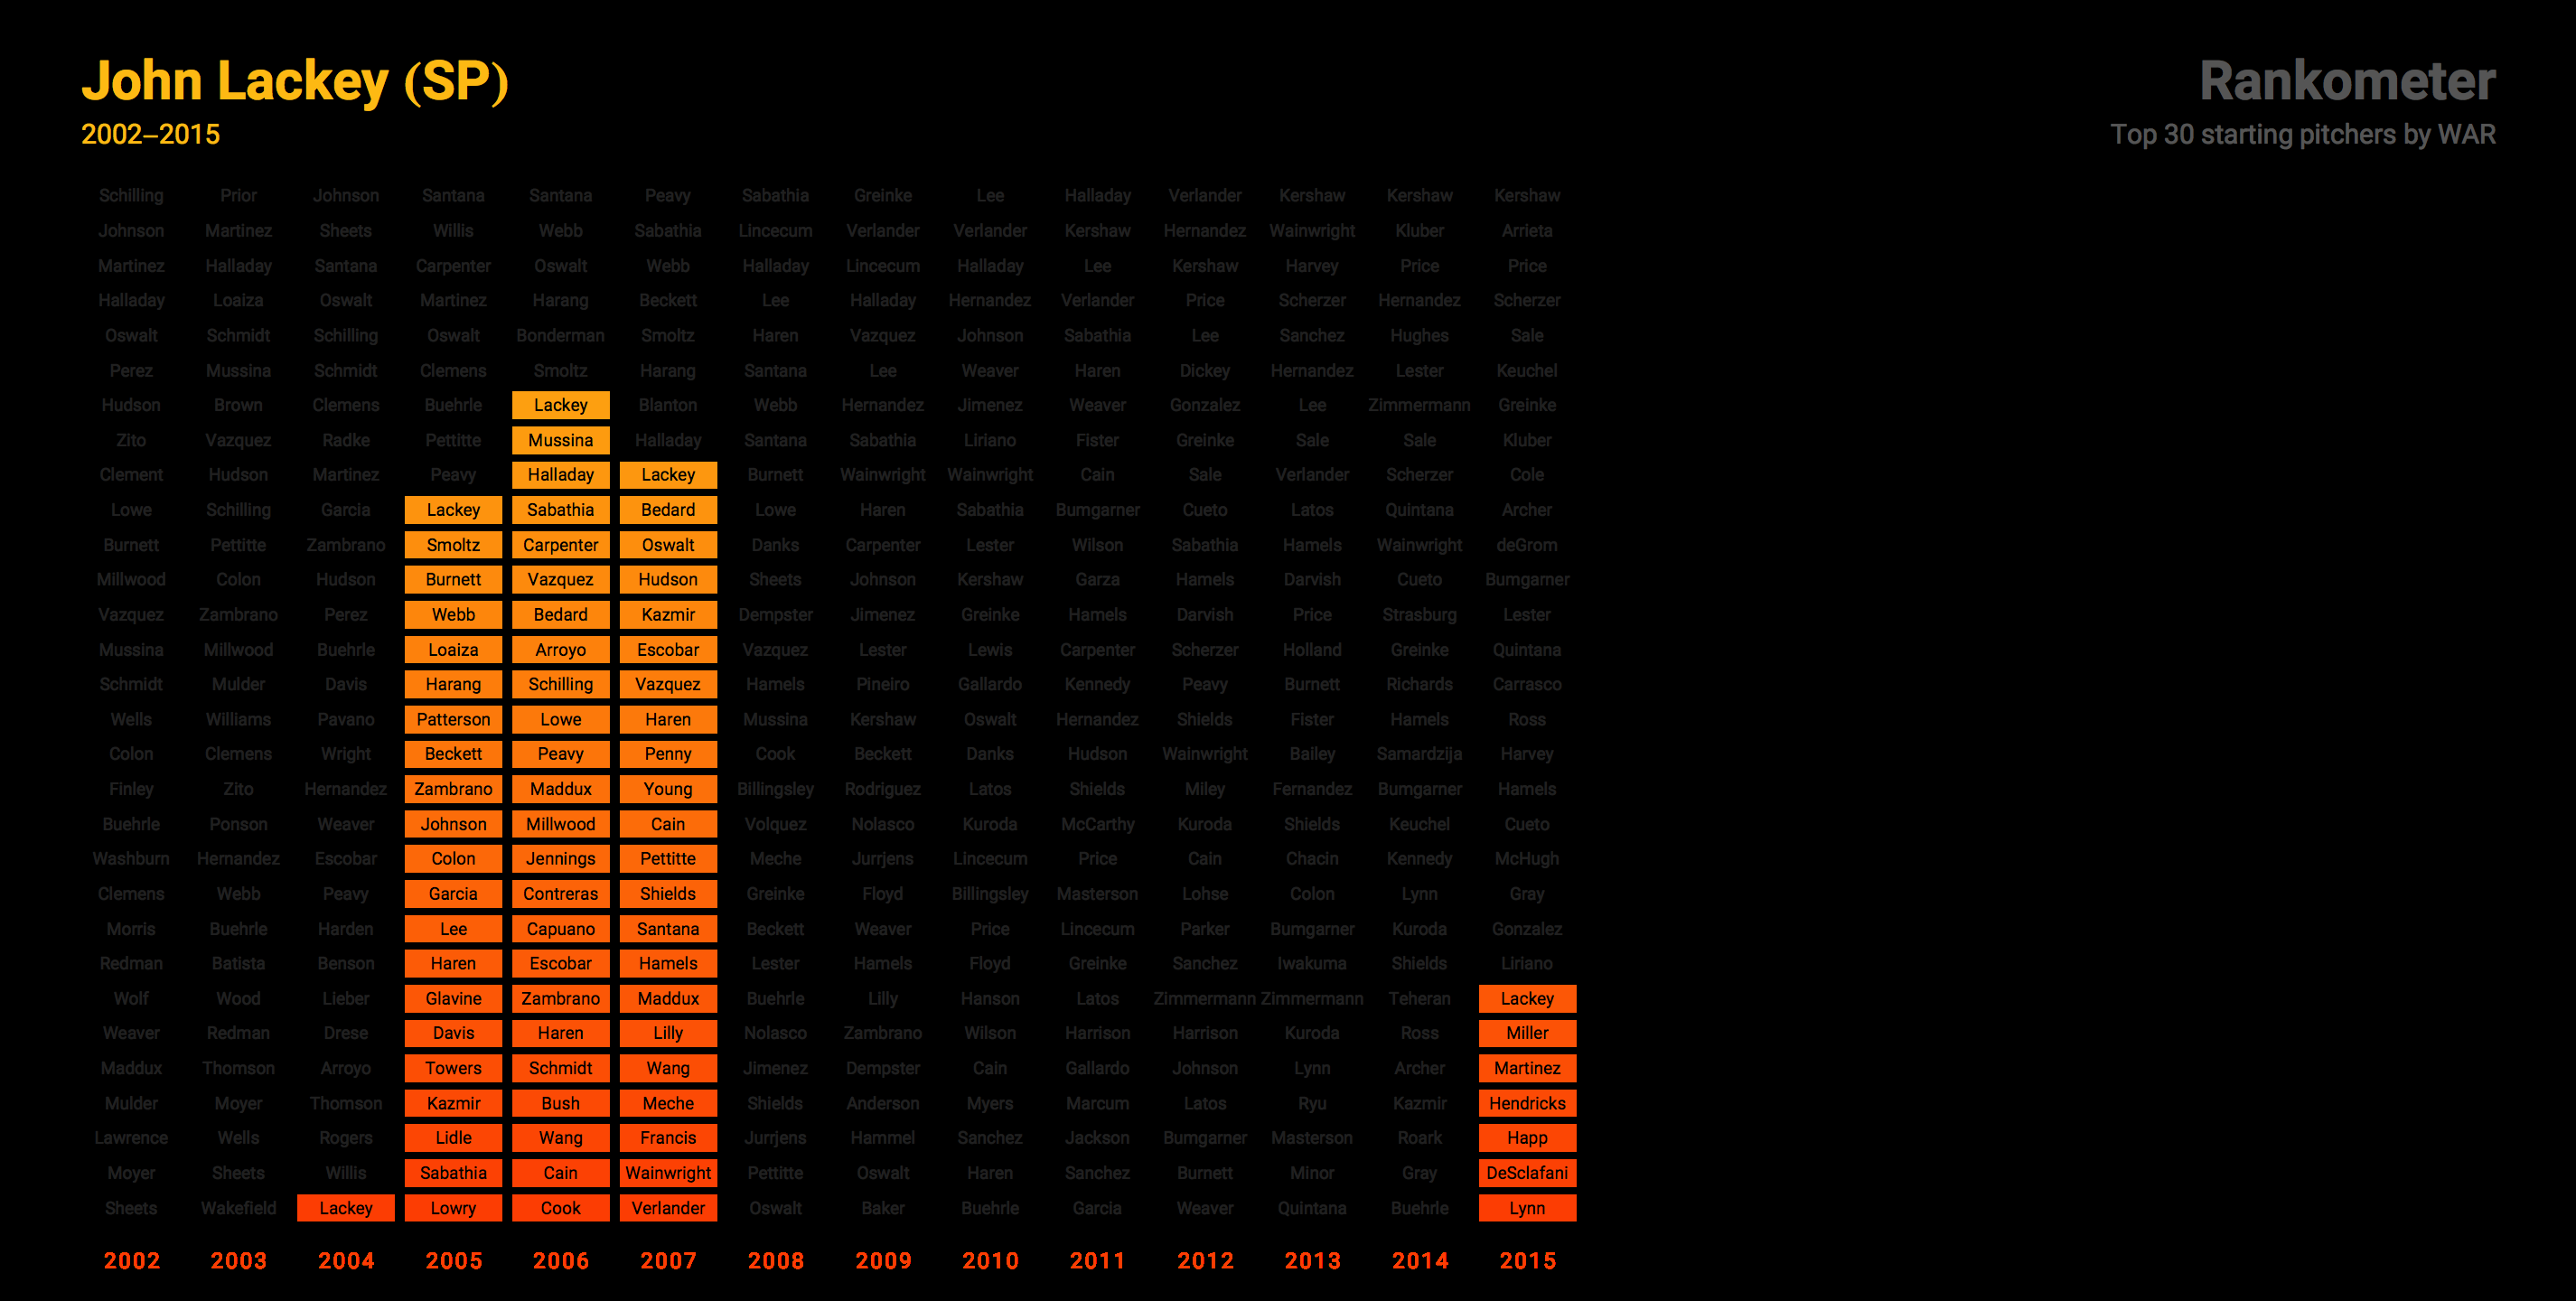 John Lackey (SP)
2002–2015
Rankometer
Top 30 starting pitchers by WAR
Schilling Prior Johnson Santana Santana Peavy Sabathia Greinke Lee Halladay Verlander Kershaw Kershaw Kershaw
Johnson Martinez Sheets Willis Webb Sabathia Lincecum Verlander Verlander Kershaw Hernandez Wainwright Kluber Arrieta
Martinez Halladay Santana Carpenter Oswalt Webb Halladay Lincecum Halladay Lee Kershaw Harvey Price Price
Halladay Loaiza Oswalt Martinez Harang Beckett Lee Halladay Hernandez Verlander Price Scherzer Hernandez Scherzer
Oswalt Schmidt Schilling Oswalt Bonderman Smoltz Haren Vazquez Johnson Sabathia Lee Sanchez Hughes Sale
Perez Mussina Schmidt Clemens Smoltz Harang Santana Lee Weaver Haren Dickey Hernandez Lester Keuchel
Hudson Brown Clemens Buehrle Lackey Blanton Webb Hernandez Jimenez Weaver Gonzalez Lee Zimmermann Greinke
Zito Vazquez Radke Pettitte Mussina Halladay Santana Sabathia Liriano Fister Greinke Sale Sale Kluber
Clement Hudson Martinez Peavy Halladay Lackey Burnett Wainwright Wainwright Cain Sale Verlander Scherzer Cole
Lowe Schilling Garcia Lackey Sabathia Bedard Lowe Haren Sabathia Bumgarner Cueto Latos Quintana Archer
Burnett Pettitte Zambrano Smoltz Carpenter Oswalt Danks Carpenter Lester Wilson Sabathia Hamels Wainwright deGrom
Millwood Colon Hudson Burnett Vazquez Hudson Sheets Johnson Kershaw Garza Hamels Darvish Cueto Bumgarner
Vazquez Zambrano Perez Webb Bedard Kazmir Dempster Jimenez Greinke Hamels Darvish Price Strasburg Lester
Mussina Millwood Buehrle Loaiza Arroyo Escobar Vazquez Lester Lewis Carpenter Scherzer Holland Greinke Quintana
Schmidt Mulder Davis Harang Schilling Vazquez Hamels Pineiro Gallardo Kennedy Peavy Burnett Richards Carrasco
Wells Williams Pavano Patterson Lowe Haren Mussina Kershaw Oswalt Hernandez Shields Fister Hamels Ross
Colon Clemens Wright Beckett Peavy Penny Cook Beckett Danks Hudson Wainwright Bailey Samardzija Harvey
Finley Zito Hernandez Zambrano Maddux Young Billingsley Rodriguez Latos Shields Miley Fernandez Bumgarner Hamels
Buehrle Ponson Weaver Johnson Millwood Cain Volquez Nolasco Kuroda McCarthy Kuroda Shields Keuchel Cueto
Washburn Hernandez Escobar Colon Jennings Pettitte Meche Jurrjens Lincecum Price Cain Chacin Kennedy McHugh
Clemens Webb Peavy Garcia Contreras Shields Greinke Floyd Billingsley Masterson Lohse Colon Lynn Gray
Morris Buehrle Harden Lee Capuano Santana Beckett Weaver Price Lincecum Parker Bumgarner Kuroda Gonzalez
Redman Batista Benson Haren Escobar Hamels Lester Hamels Floyd Greinke Sanchez Iwakuma Shields Liriano
Wolf Wood Lieber Glavine Zambrano Maddux Buehrle Lilly Hanson Latos Zimmermann Zimmermann Teheran Lackey
Weaver Redman Drese Davis Haren Lilly Nolasco Zambrano Wilson Harrison Harrison Kuroda Ross Miller
Maddux Thomson Arroyo Towers Schmidt Wang Jimenez Dempster Cain Gallardo Johnson Lynn Archer Martinez
Mulder Moyer Thomson Kazmir Bush Meche Shields Anderson Myers Marcum Latos Ryu Kazmir Hendricks
Lawrence Wells Rogers Lidle Wang Francis Jurrjens Hammel Sanchez Jackson Bumgarner Masterson Roark Happ
Moyer Sheets Willis Sabathia Cain Wainwright Pettitte Oswalt Haren Sanchez Burnett Minor Gray DeSclafani
Sheets Wakefield Lackey Lowry Cook Verlander Oswalt Baker Buehrle Garcia Weaver Quintana Buehrle Lynn
2002 2003 2004 2005 2006 2007 2008 2009 2010 2011 2012 2013 2014 2015